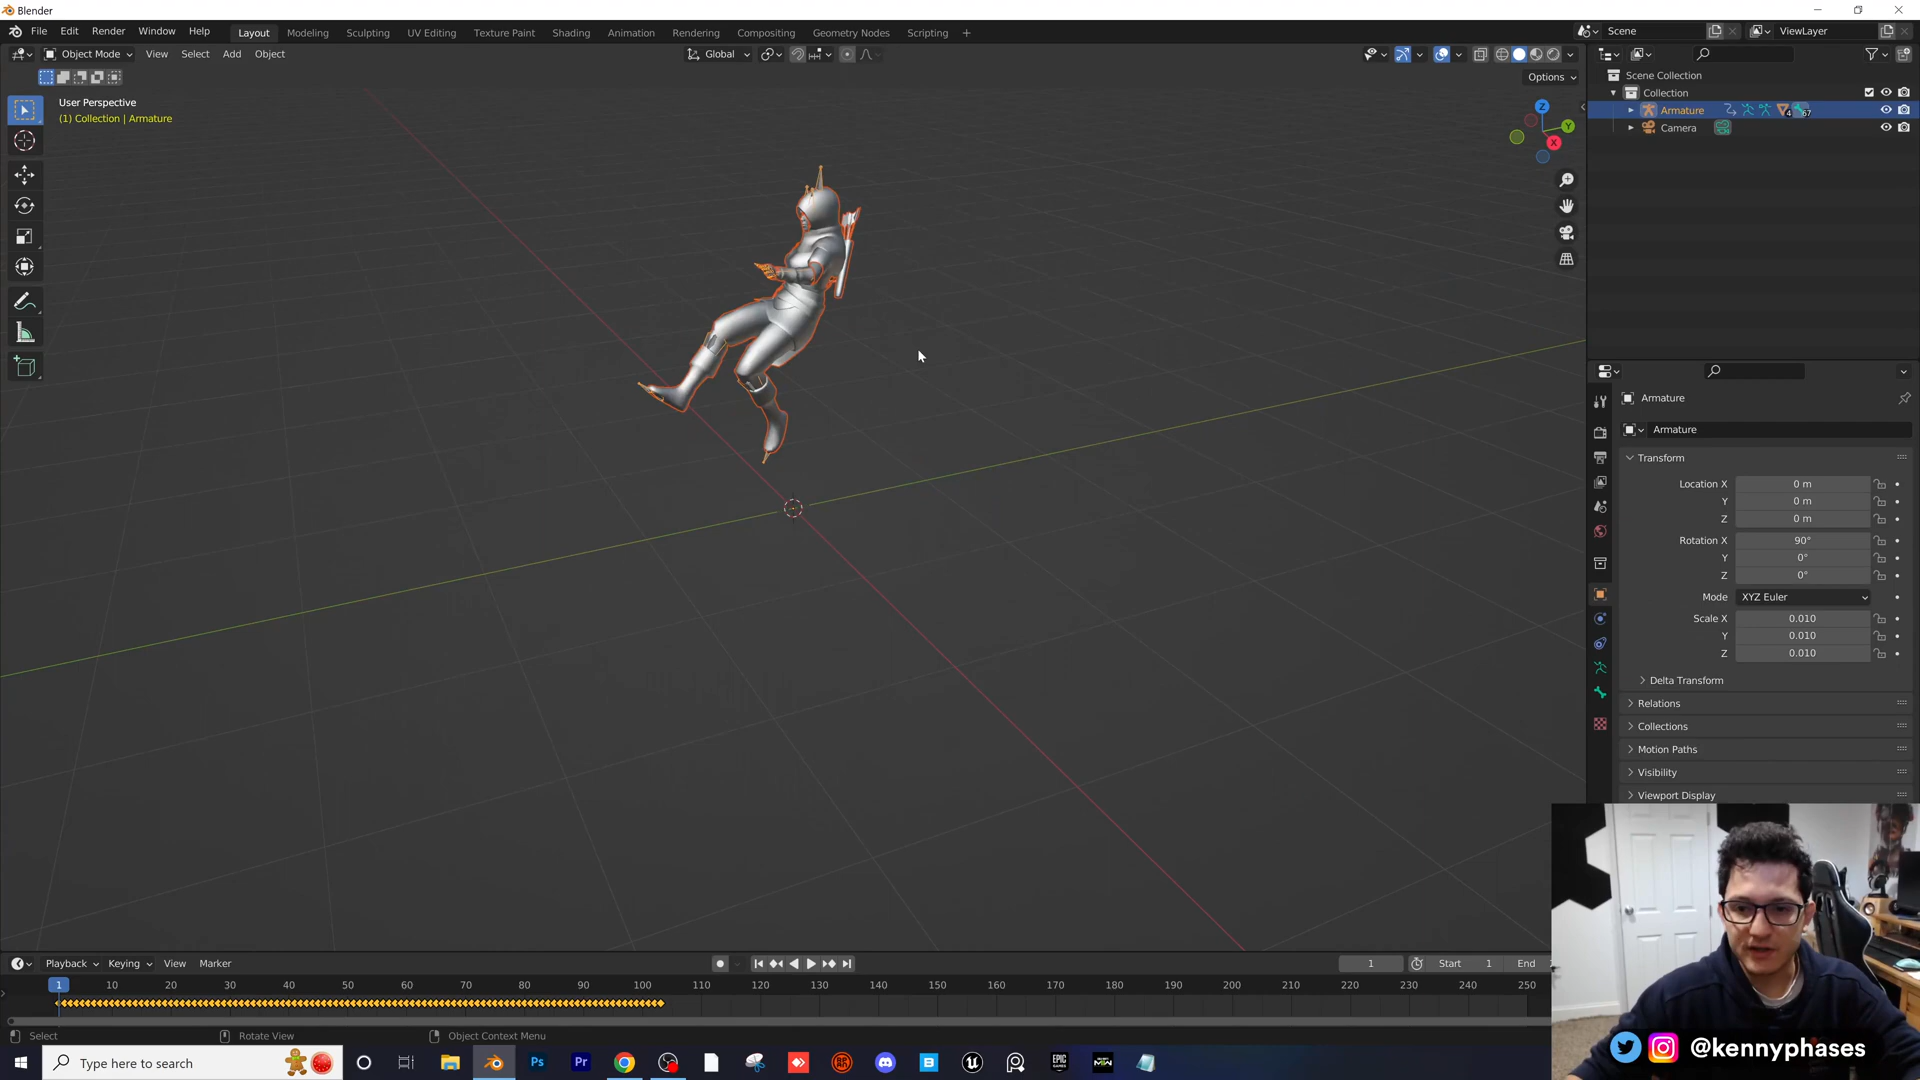 Blender
File Edit Render Window Help Layout Modeling Sculpting UV Editing Texture Paint Shading Animation Rendering Compositing Geometry Nodes Scripting + Scene ViewLayer
Object Mode View Select Add Object Global
Options
User Perspective
(1) Collection | Armature
Z
Y
X
Scene Collection
Collection
Armature 4 67
Camera
Armature
Armature
Transform
Location X 0 m
Y 0 m
Z 0 m
Rotation X 90°
Y 0°
Z 0°
Mode XYZ Euler
Scale X 0.010
Y 0.010
Z 0.010
Delta Transform
Relations
Collections
Motion Paths
Visibility
Viewport Display
Playback Keying View Marker 1 Start 1 End
1 10 20 30 40 50 60 70 80 90 100 110 120 130 140 150 160 170 180 190 200 210 220 230 240 250
Select Rotate View Object Context Menu
Type here to search
Ps Pr B EPIC GAMES
@kennyphases